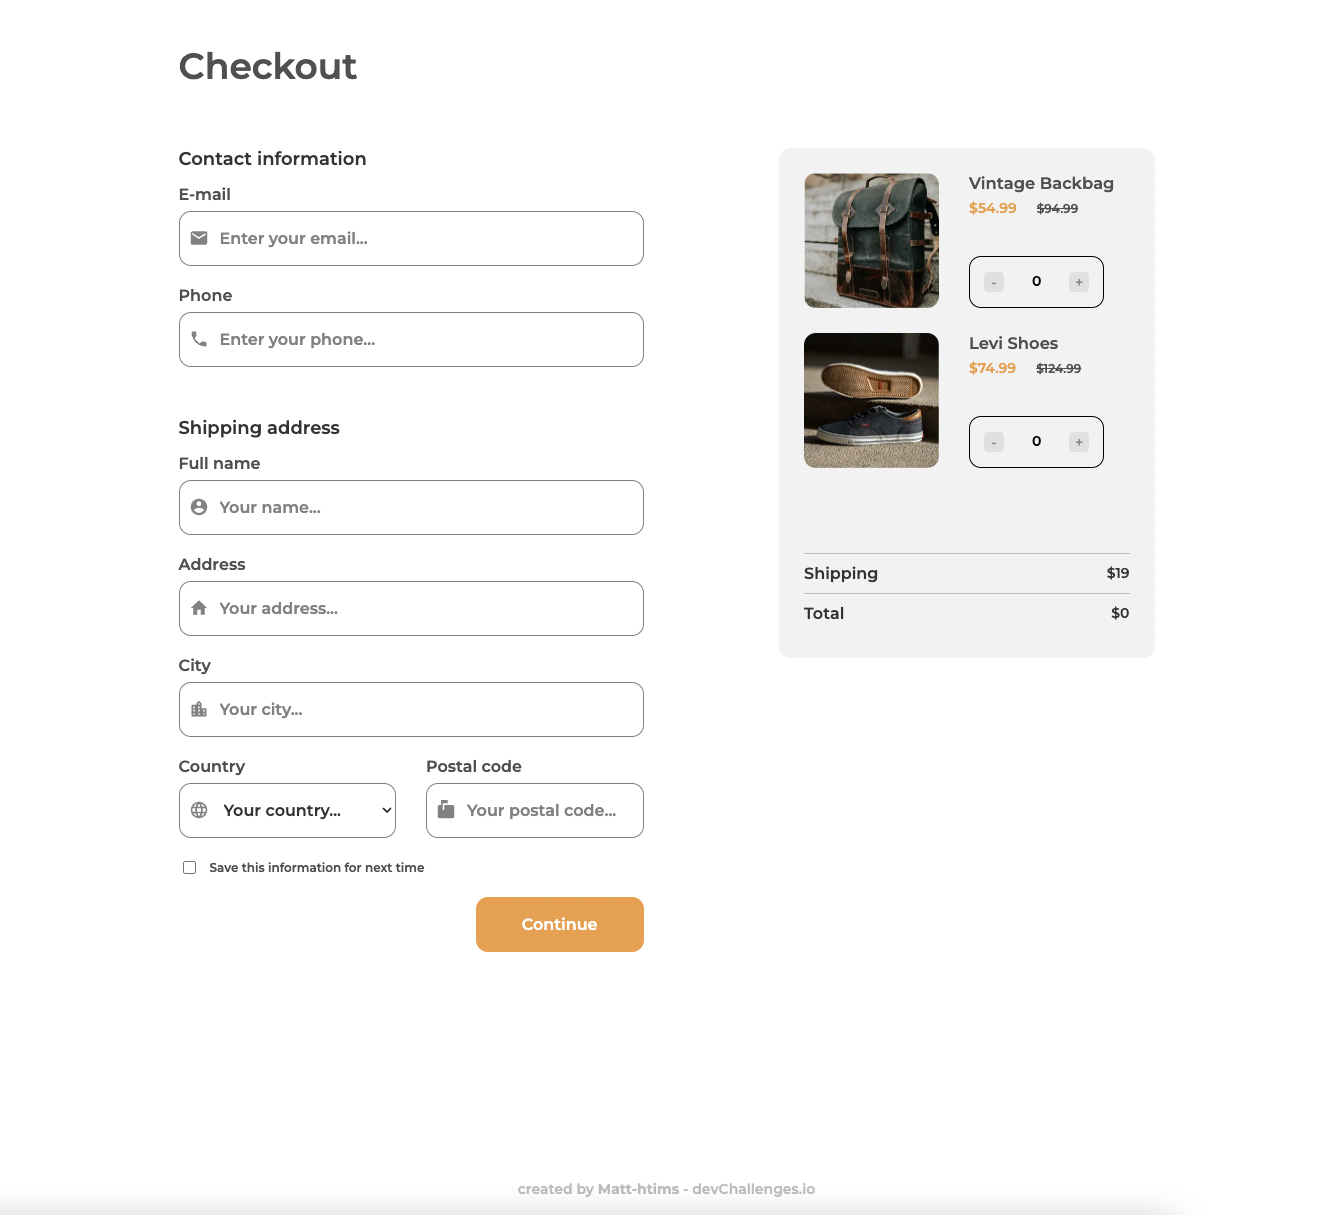 Checkout
Contact information
E-mail
Enter your email...
Phone
Enter your phone...
Shipping address
Full name
Your name...
Address
Your address...
City
Your city...
Country
Postal code
Your country...
Your postal code...
Save this information for next time
Continue
Vintage Backbag
$54.99 $94.99
- 0 +
Levi Shoes
$74.99 $124.99
- 0 +
Shipping $19
Total $0
created by Matt-htims - devChallenges.io